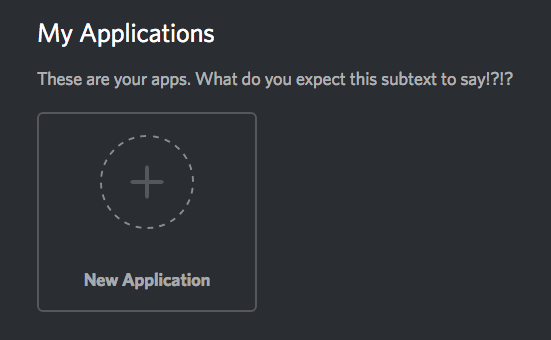 My Applications
These are your apps. What do you expect this subtext to say!?!?
New Application